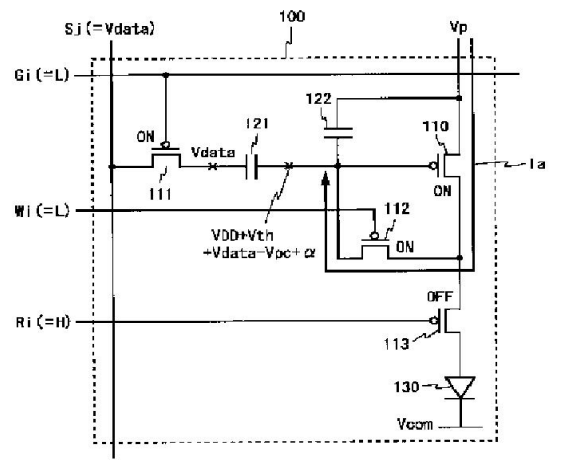 Sj(=Vdata)
100
Vp
Gi(=L)
122
121
110
ON
Vdata
Ia
111
ON
Wi(=L)
112
VDD+Vth
+Vdata-Vpc+α
ON
OFF
Ri(=H)
113
130
Vcom